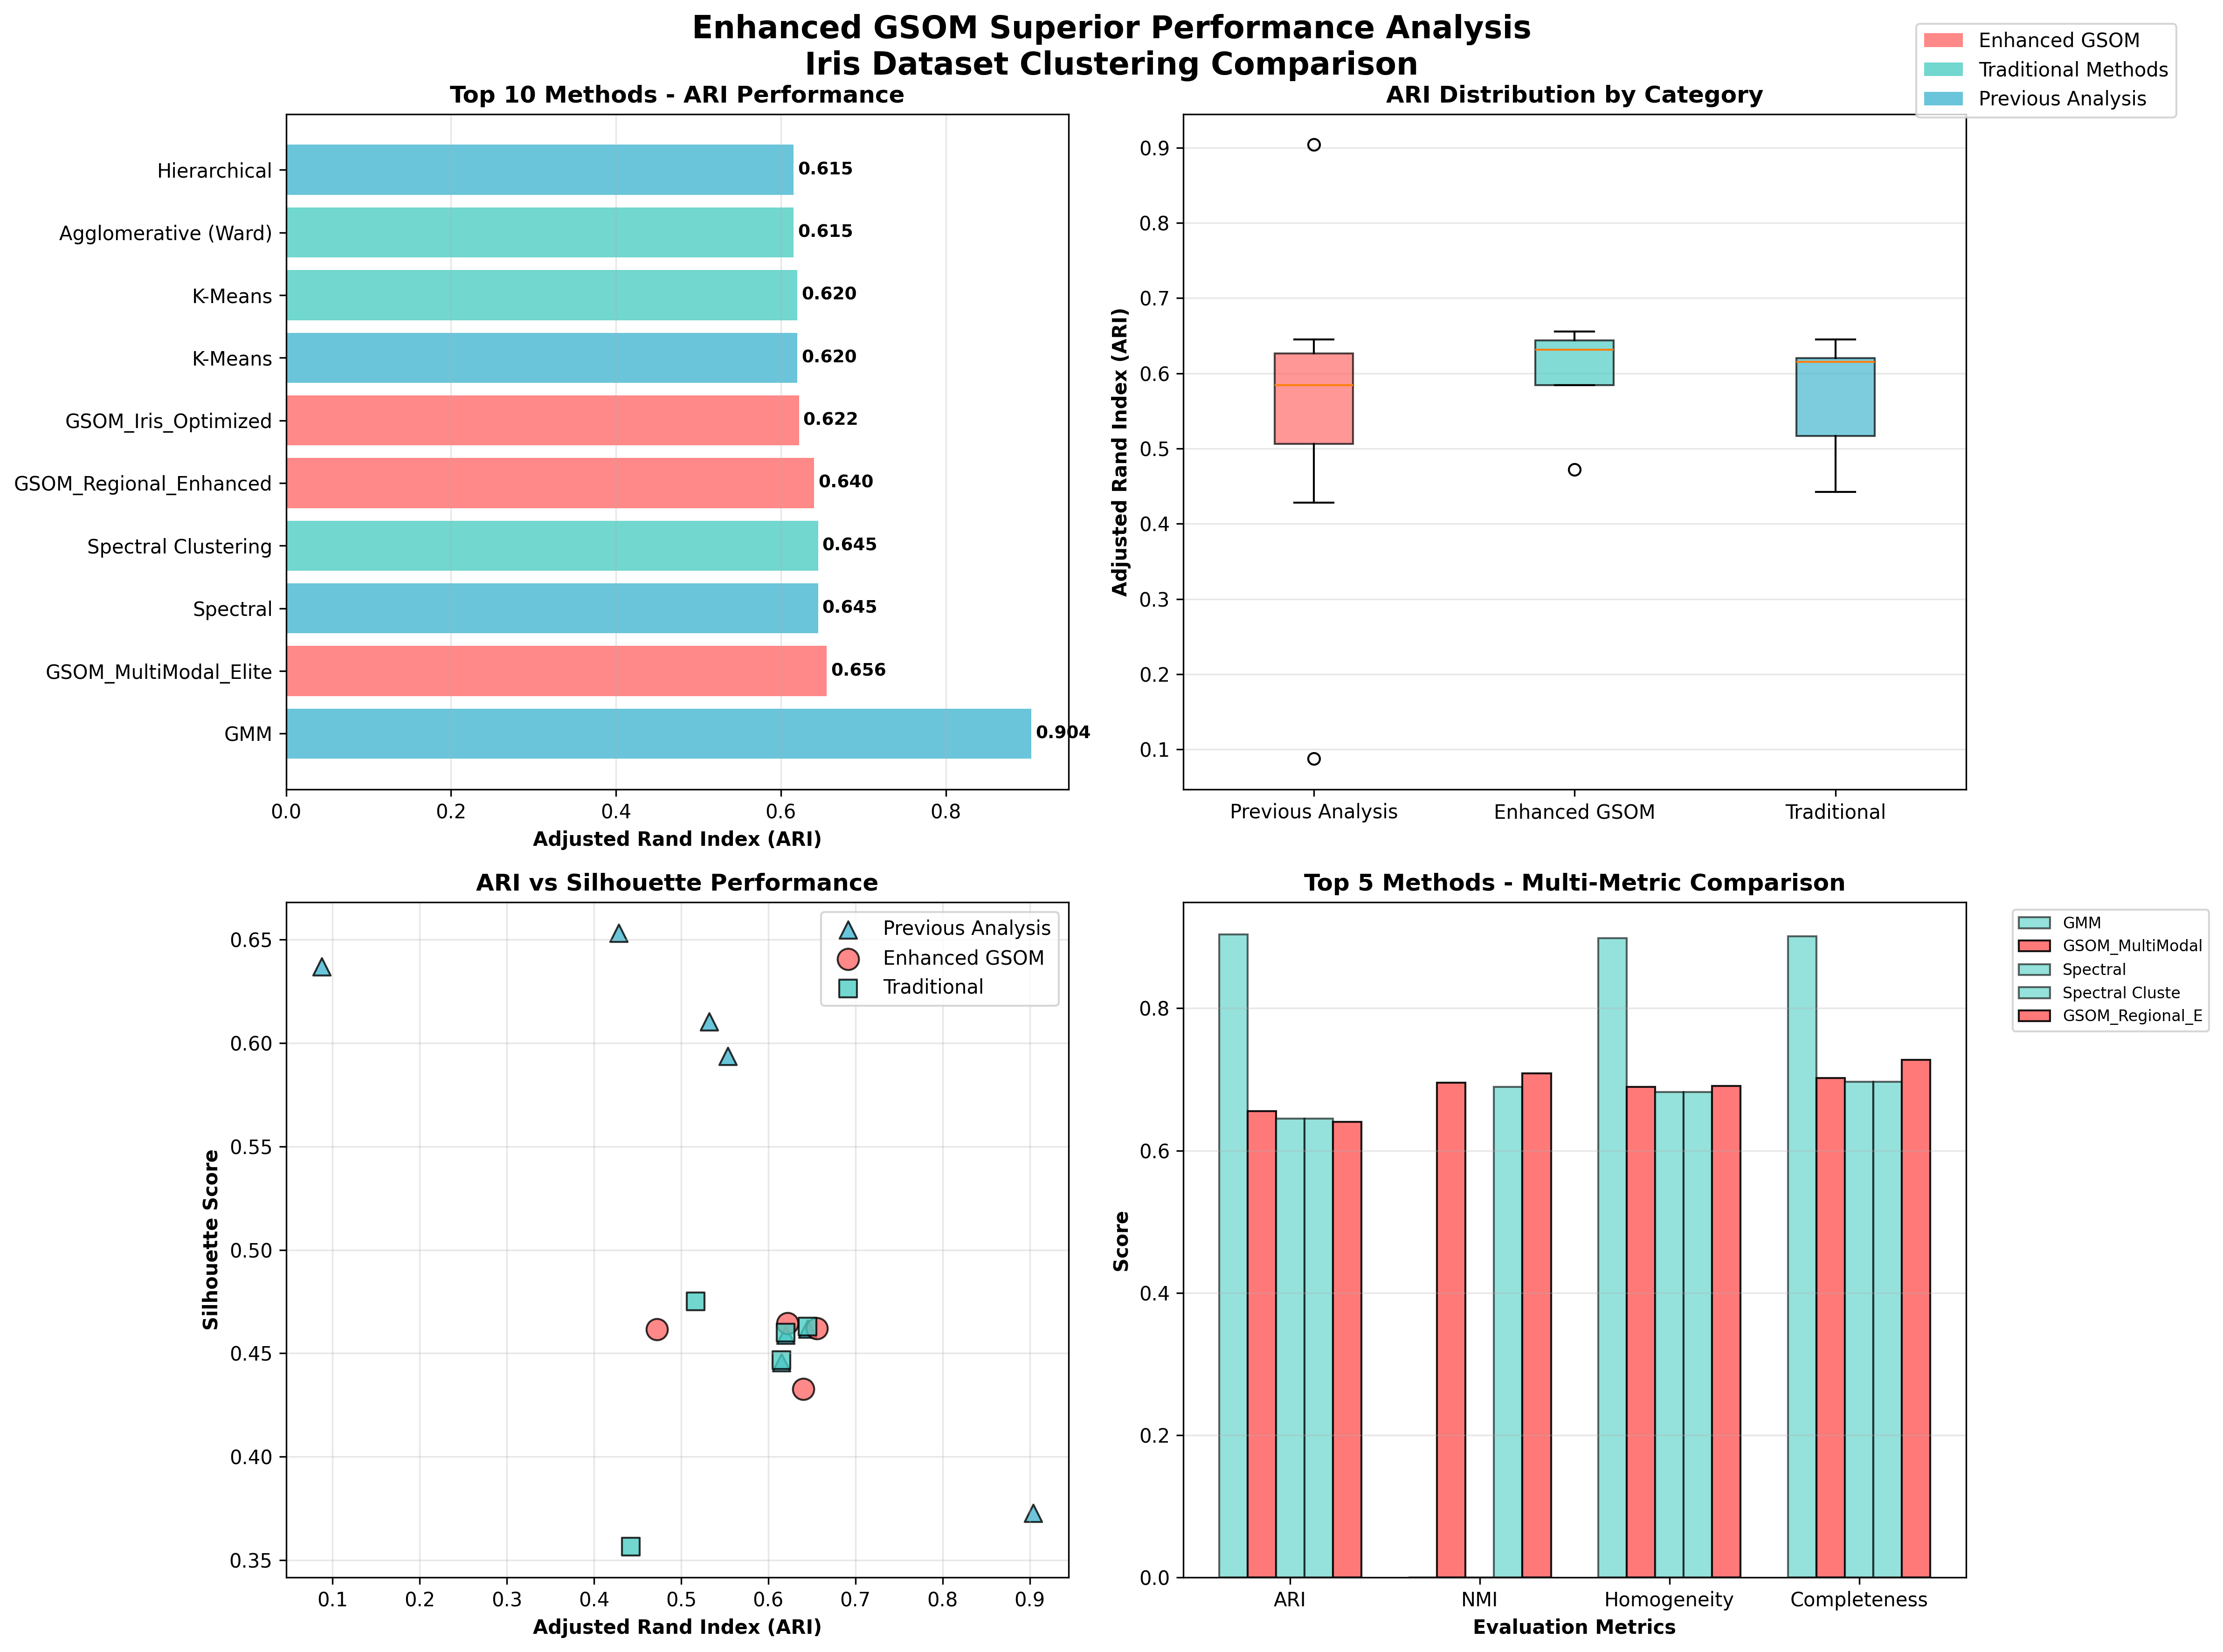 Enhanced GSOM Superior Performance Analysis
Iris Dataset Clustering Comparison
Enhanced GSOM
Traditional Methods
Previous Analysis
Top 10 Methods - ARI Performance
Hierarchical
0.615
Agglomerative (Ward)
0.615
K-Means
0.620
K-Means
0.620
GSOM_Iris_Optimized
0.622
GSOM_Regional_Enhanced
0.640
Spectral Clustering
0.645
Spectral
0.645
GSOM_MultiModal_Elite
0.656
GMM
0.904
0.0 0.2 0.4 0.6 0.8
Adjusted Rand Index (ARI)
ARI Distribution by Category
Adjusted Rand Index (ARI)
0.9
0.8
0.7
0.6
0.5
0.4
0.3
0.2
0.1
Previous Analysis Enhanced GSOM Traditional
ARI vs Silhouette Performance
Previous Analysis
Enhanced GSOM
Traditional
Silhouette Score
0.65
0.60
0.55
0.50
0.45
0.40
0.35
0.1 0.2 0.3 0.4 0.5 0.6 0.7 0.8 0.9
Adjusted Rand Index (ARI)
Top 5 Methods - Multi-Metric Comparison
GMM
GSOM_MultiModal
Spectral
Spectral Cluste
GSOM_Regional_E
Score
0.8
0.6
0.4
0.2
0.0
ARI NMI Homogeneity Completeness
Evaluation Metrics